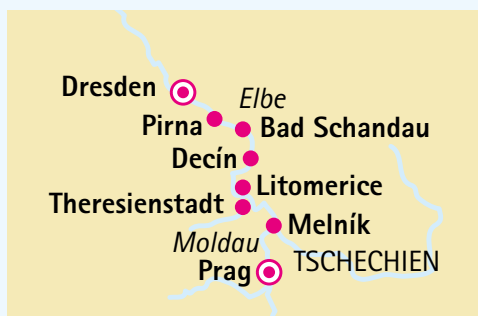 Dresden
Elbe
Pirna
Bad Schandau
Decín
Litomerice
Theresienstadt
Melník
Moldau
TSCHECHIEN
Prag